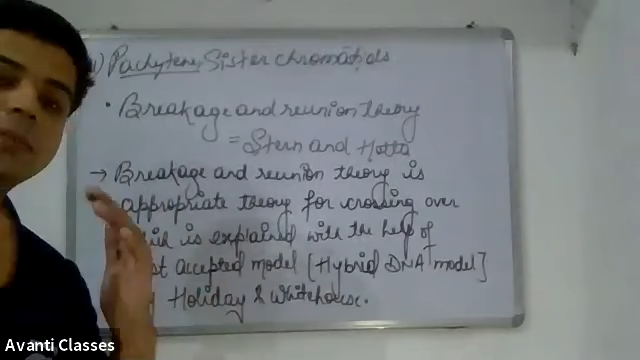 Pachytene, Sister chromatids
• Breakage and reunion theory
= Stern and Hotta
→ Breakage and reunion theory is
appropriate theory for crossing over
is explained with the help of
accepted model [Hybrid DNA model]
Holiday & Whitehouse.
Avanti Classes